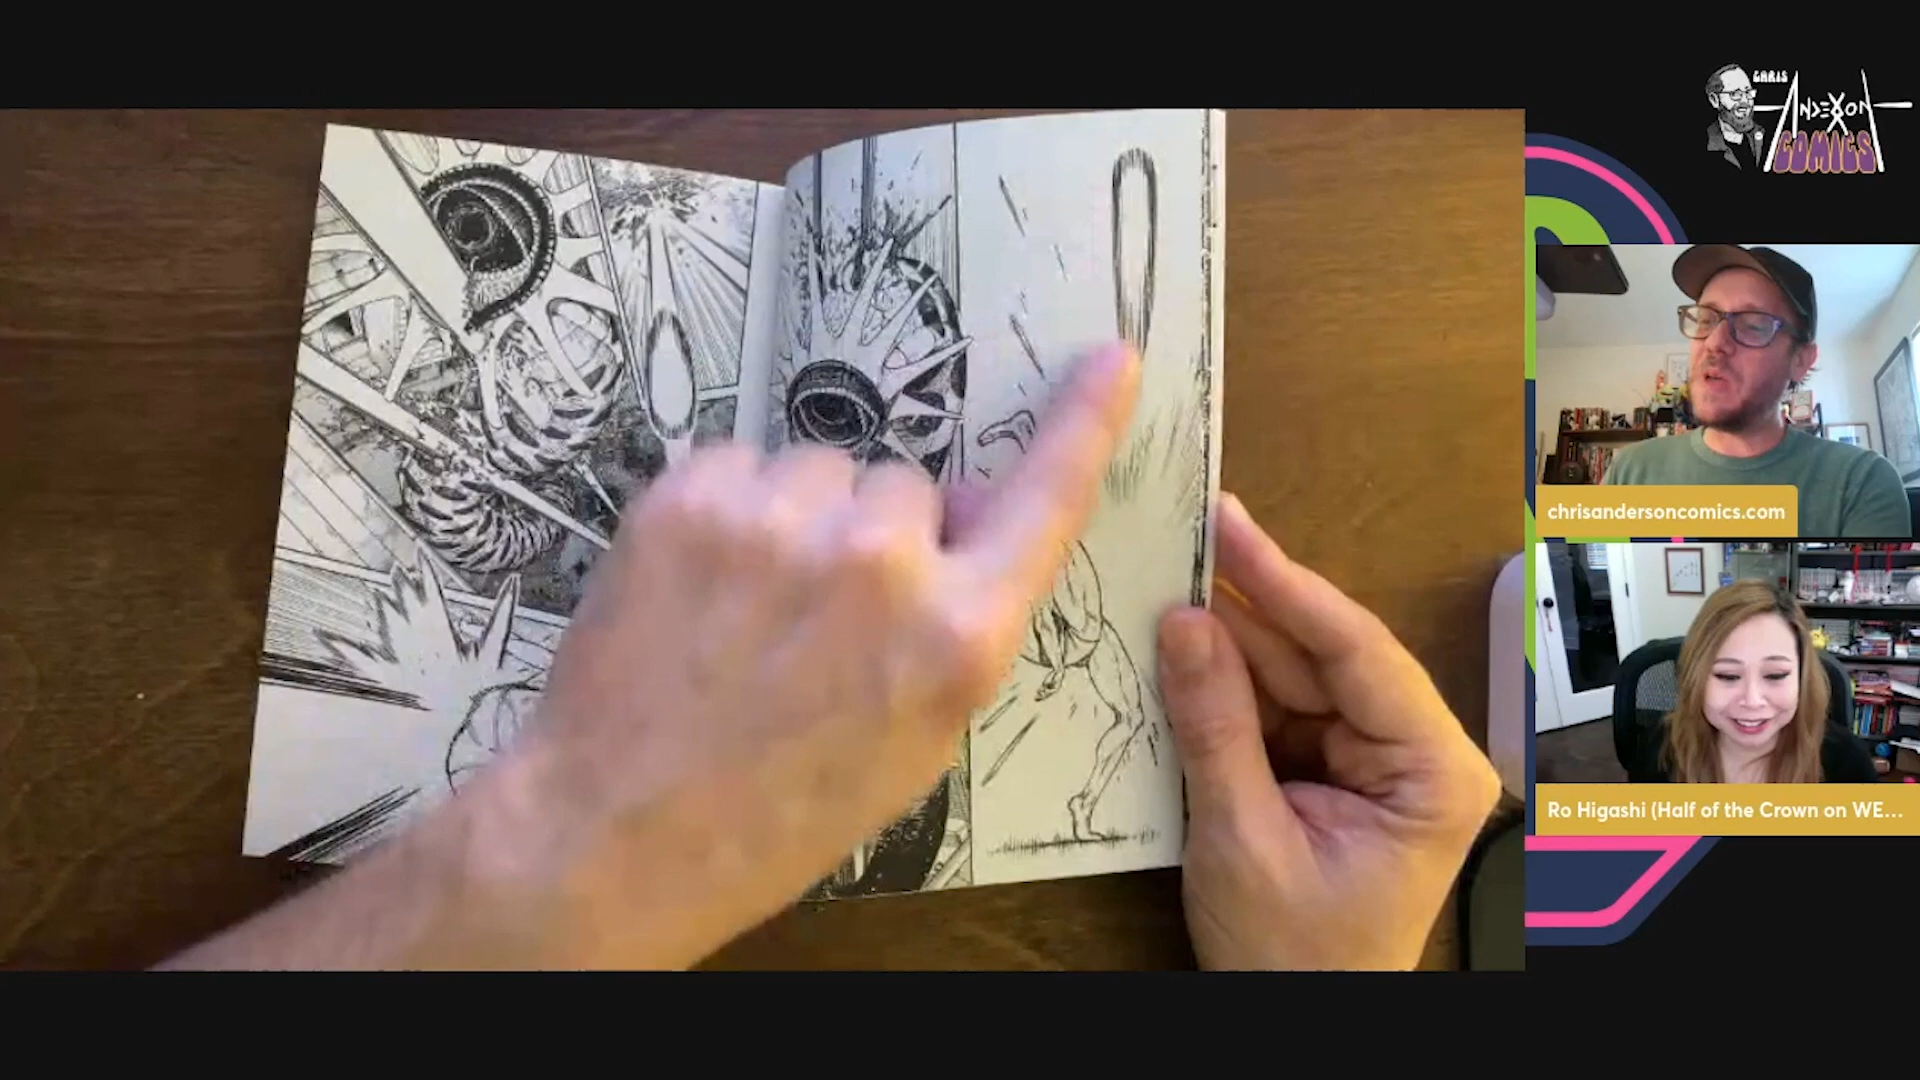 CHRIS
ANDERSON
COMICS
chrisandersoncomics.com
Ro Higashi (Half of the Crown on WE...